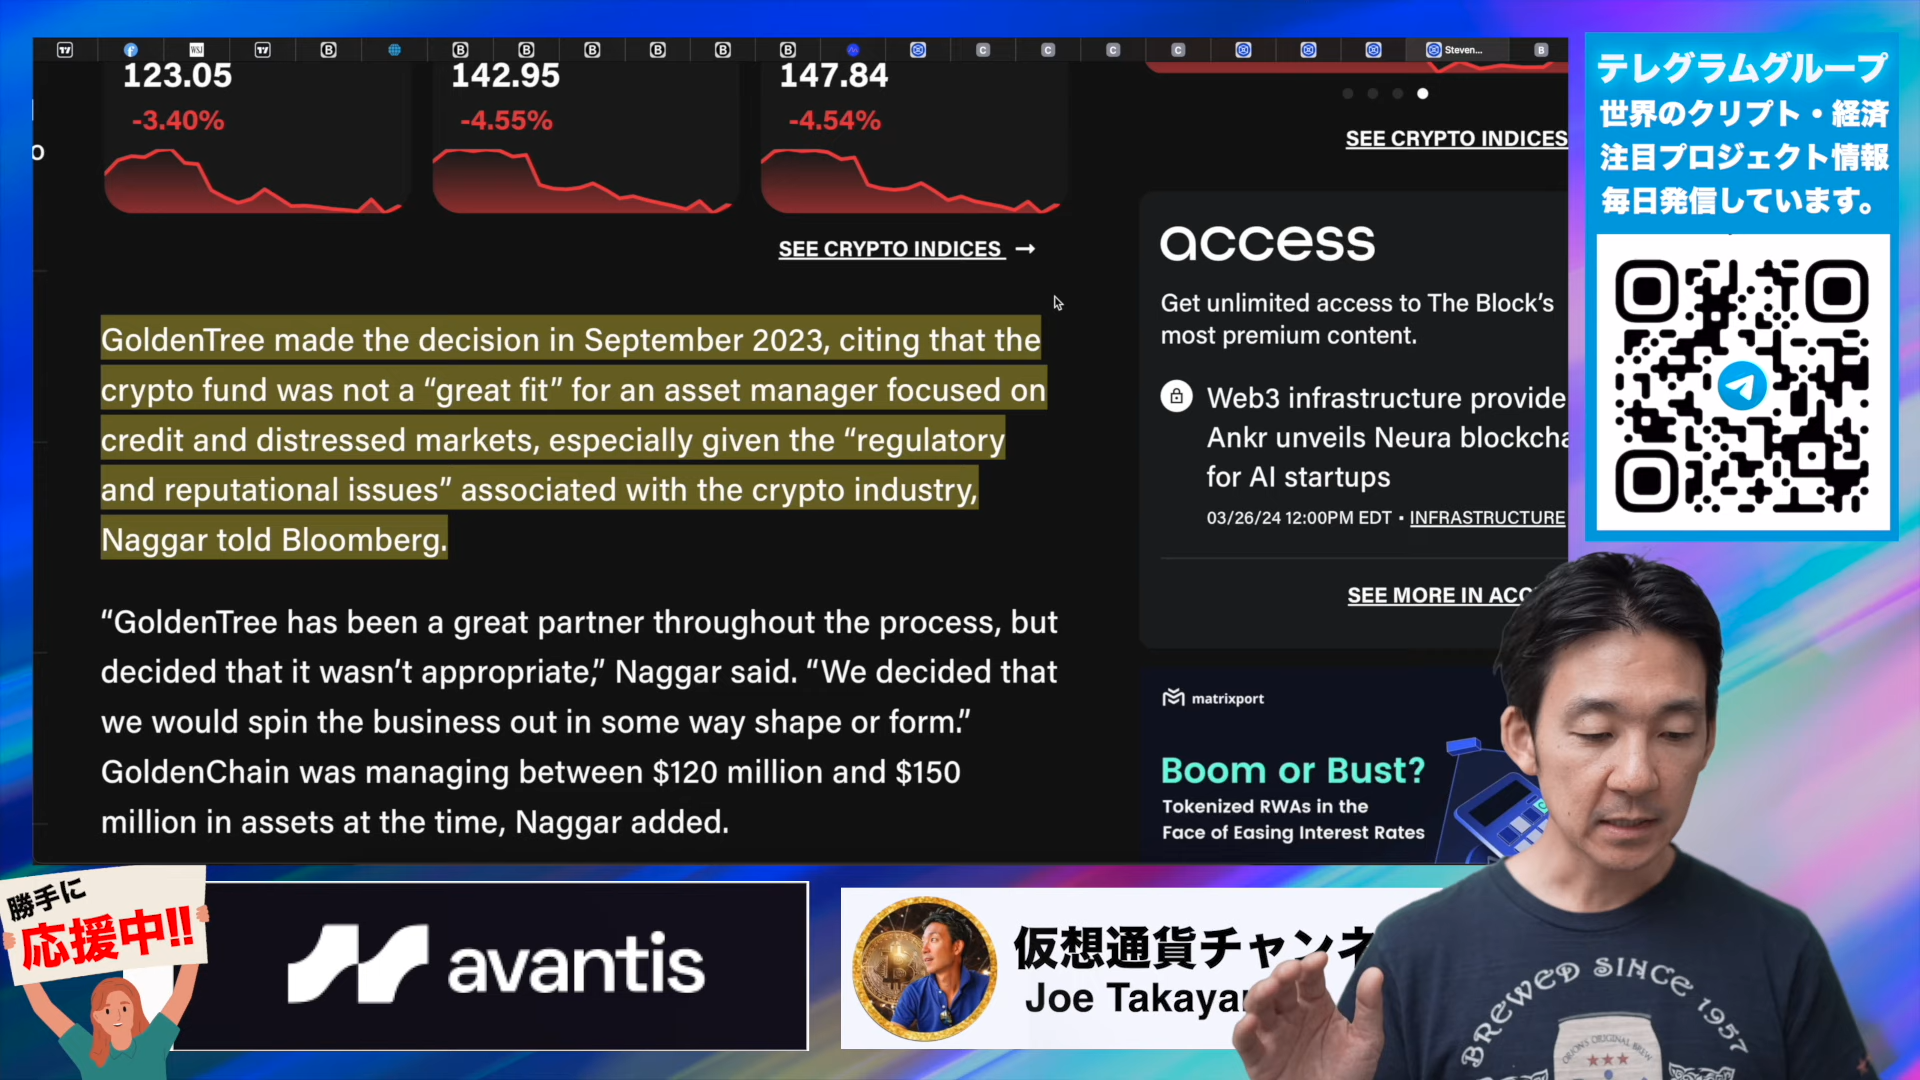 Steven...
123.05
-3.40%
142.95
-4.55%
147.84
-4.54%
SEE CRYPTO INDICES →
GoldenTree made the decision in September 2023, citing that the
crypto fund was not a “great fit” for an asset manager focused on
credit and distressed markets, especially given the “regulatory
and reputational issues” associated with the crypto industry,
Naggar told Bloomberg.
“GoldenTree has been a great partner throughout the process, but
decided that it wasn’t appropriate,” Naggar said. “We decided that
we would spin the business out in some way shape or form.”
GoldenChain was managing between $120 million and $150
million in assets at the time, Naggar added.
SEE CRYPTO INDICES
access
Get unlimited access to The Block’s
most premium content.
Web3 infrastructure provide
Ankr unveils Neura blockcha
for AI startups
03/26/24 12:00PM EDT • INFRASTRUCTURE
SEE MORE IN ACC
matrixport
Boom or Bust?
Tokenized RWAs in the
Face of Easing Interest Rates
テレグラムグループ
世界のクリプト・経済
注目プロジェクト情報
毎日発信しています。
勝手に
応援中!!
avantis
仮想通貨チャンネ
Joe Takaya
BREWED SINCE 1957
ORION'S ORIGINAL BREW